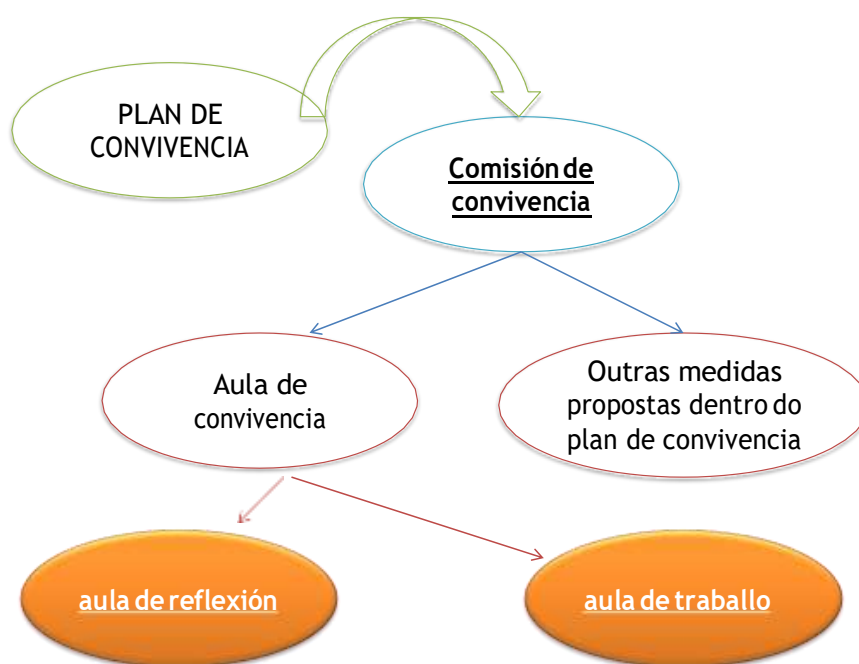 PLAN DE
CONVIVENCIA
Comisión de
convivencia
Aula de
convivencia
Outras medidas
propostas dentro do
plan de convivencia
aula de reflexión
aula de traballo